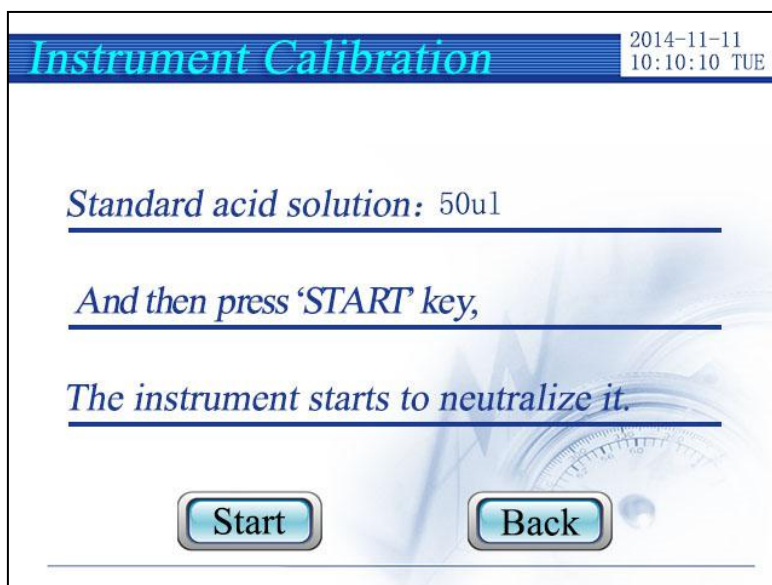 Instrument Calibration
2014-11-11
10:10:10 TUE
Standard acid solution: 50ul
And then press ‘START’ key,
The instrument starts to neutralize it.
Start
Back